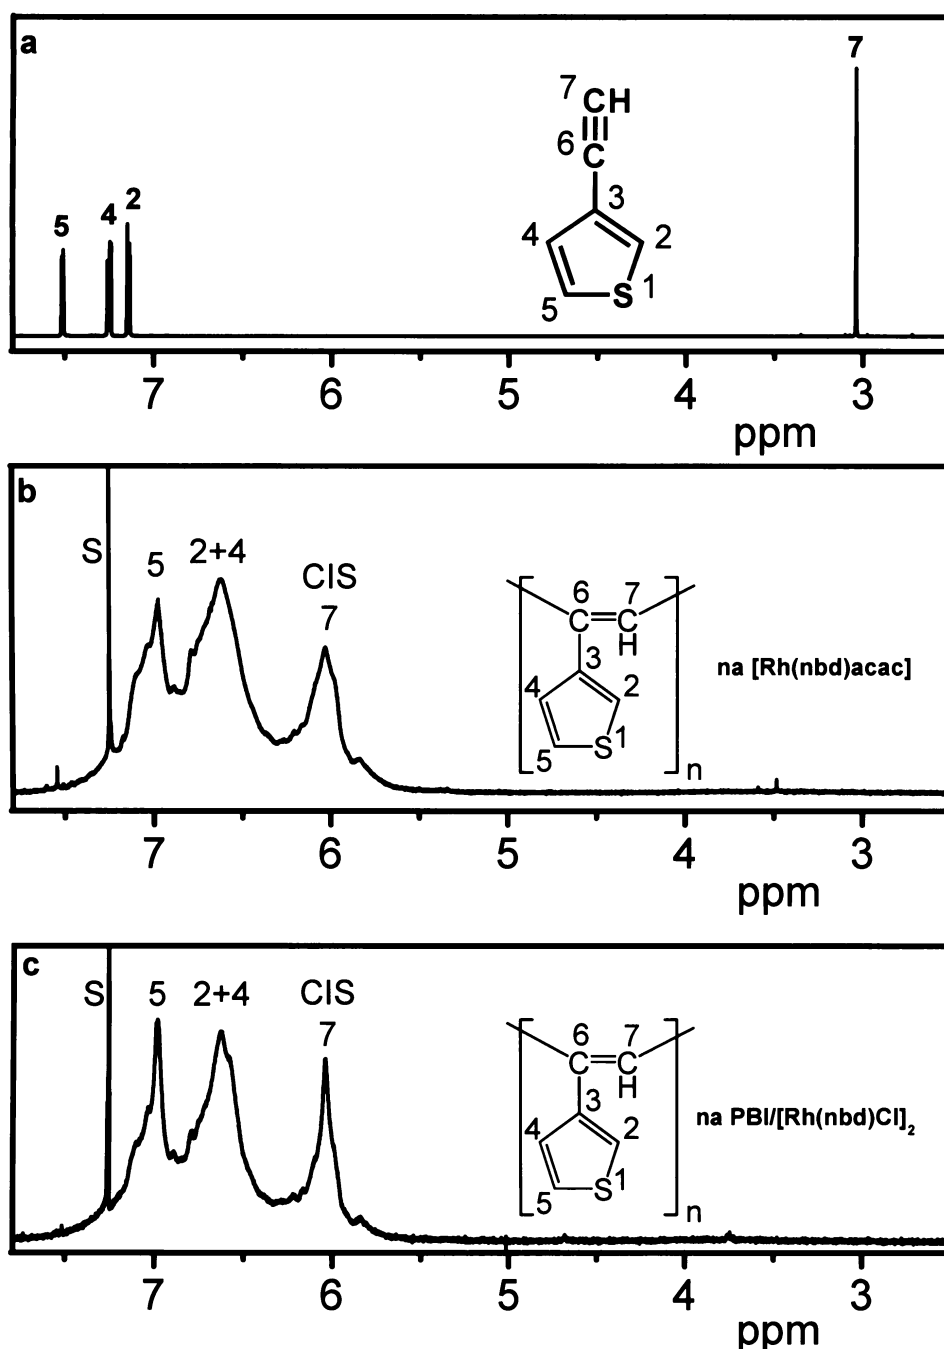 a
7
7 CH
6 C
3
4 2
S 1
5
5 4 2
7 6 5 4 3
ppm
b
S 5 2+4 CIS
7
6 7
C=C
H
3
4 2
S 1
5
n
na [Rh(nbd)acac]
7 6 5 4 3
ppm
c
S 5 2+4 CIS
7
6 7
C=C
H
3
4 2
S 1
5
n
na PBI/[Rh(nbd)Cl]₂
7 6 5 4 3
ppm